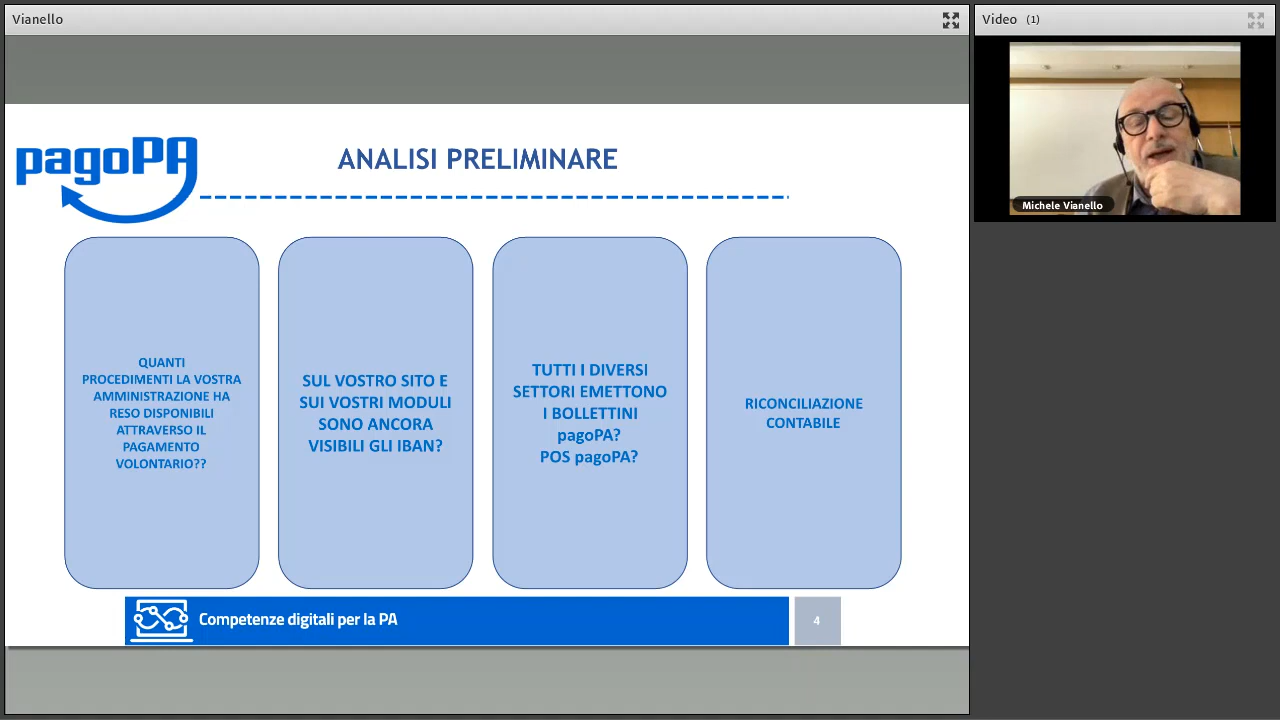 Vianello
Video (1)
Michele Vianello
pagoPA
ANALISI PRELIMINARE
QUANTI
PROCEDIMENTI LA VOSTRA
AMMINISTRAZIONE HA
RESO DISPONIBILI
ATTRAVERSO IL
PAGAMENTO
VOLONTARIO??
SUL VOSTRO SITO E
SUI VOSTRI MODULI
SONO ANCORA
VISIBILI GLI IBAN?
TUTTI I DIVERSI
SETTORI EMETTONO
I BOLLETTINI
pagoPA?
POS pagoPA?
RICONCILIAZIONE
CONTABILE
Competenze digitali per la PA
4